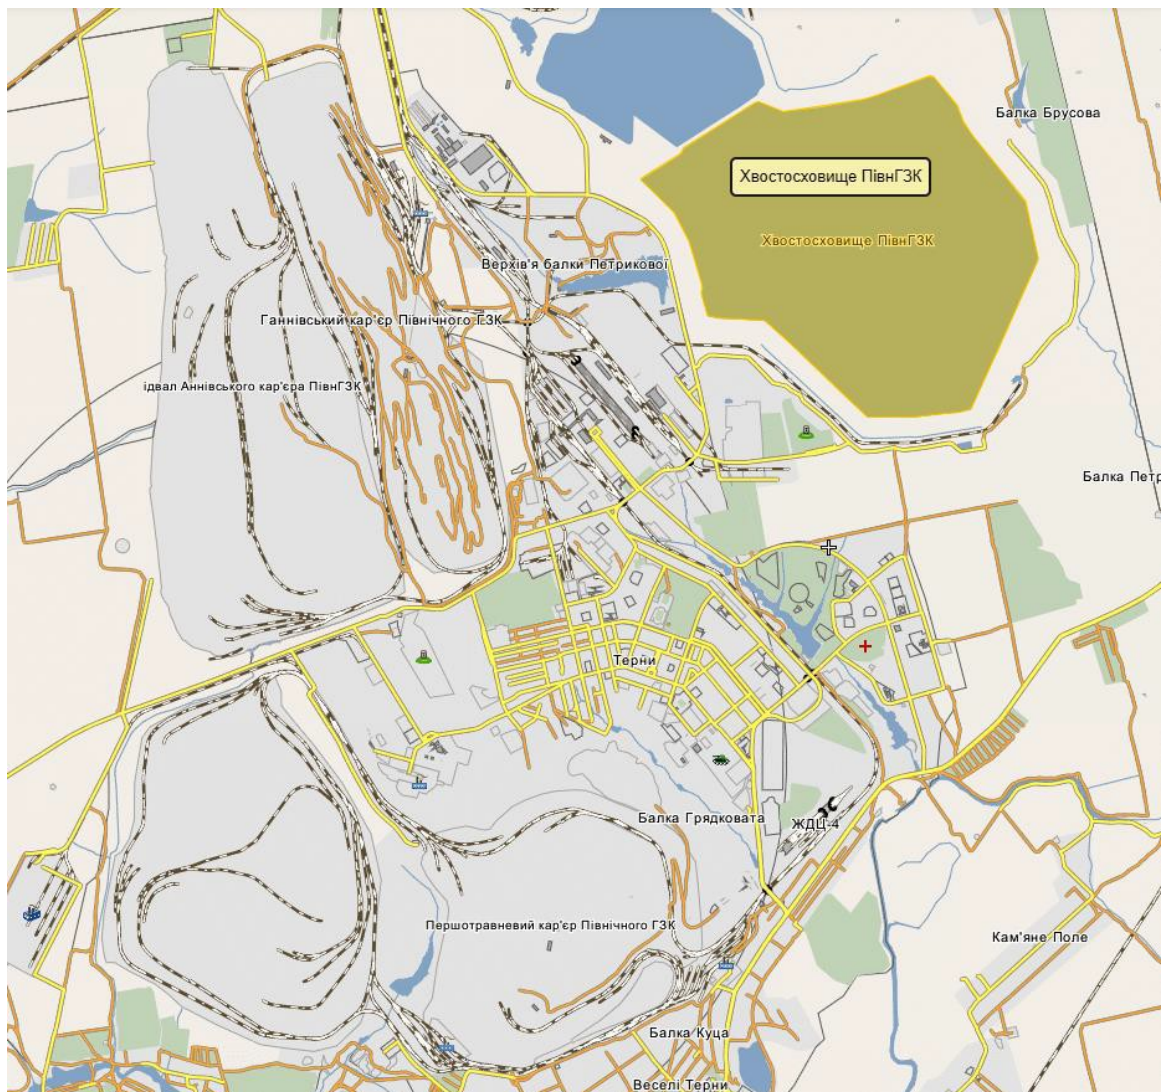 Балка Брусова
Хвостосховище ПівнГЗК
Хвостосховище ПівнГЗК
Верхів'я балки Петрикової
Ганнівський кар'єр Північного ГЗК
ідвал Аннівського кар'єра ПівнГЗК
Балка Петр
Терни
Балка Грядковата
ЖДЦ-4
Першотравневий кар'єр Північного ГЗК
Кам'яне Поле
Балка Куца
Веселі Терни